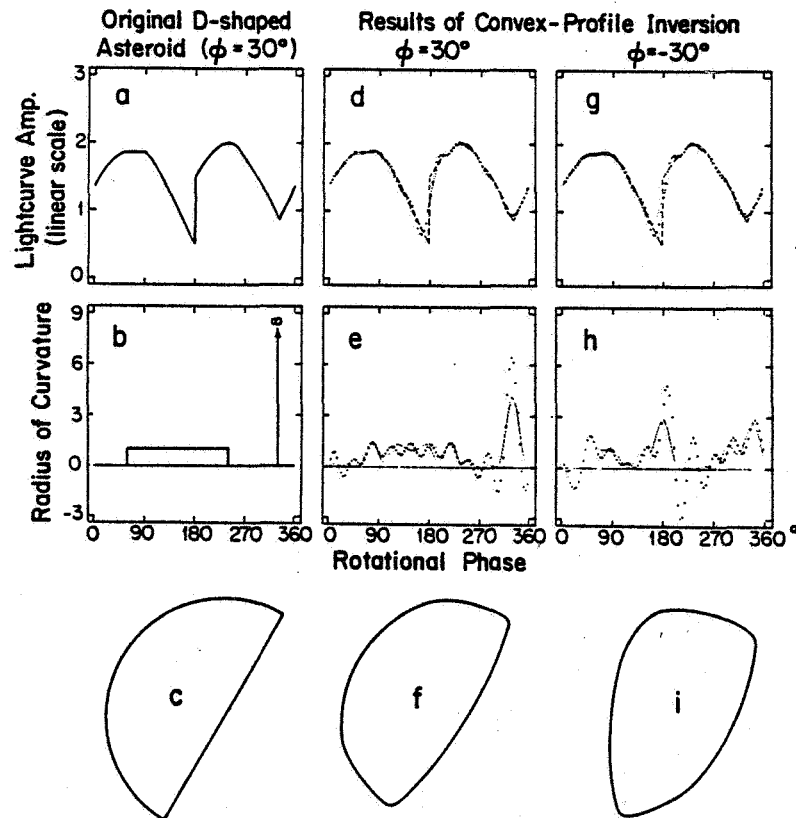 Original D-shaped
Asteroid (ϕ = 30°)
Results of Convex-Profile Inversion
ϕ = 30°
ϕ=-30°
Lightcurve Amp.
(linear scale)
3
2
1
0
a
d
g
Radius of Curvature
9
6
3
0
-3
b
∞
e
h
0 90 180 270 360
0 90 180 270 360
0 90 180 270 360°
Rotational Phase
c
f
i